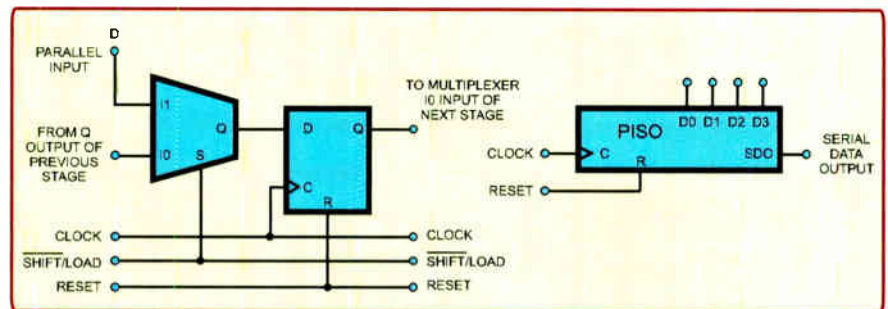 D
PARALLEL
INPUT
I1
FROM Q
OUTPUT OF
PREVIOUS
STAGE
I0
S
Q
D
Q
C
R
TO MULTIPLEXER
I0 INPUT OF
NEXT STAGE
CLOCK
CLOCK
SHIFT/LOAD
SHIFT/LOAD
RESET
RESET
D0 D1 D2 D3
PISO
CLOCK
C
R
SDO
SERIAL
DATA
OUTPUT
RESET